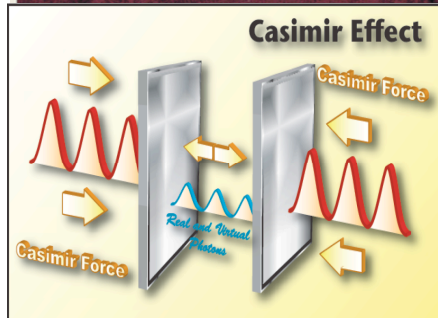 Casimir Effect
Casimir Force
Real and Virtual
Photons
Casimir Force